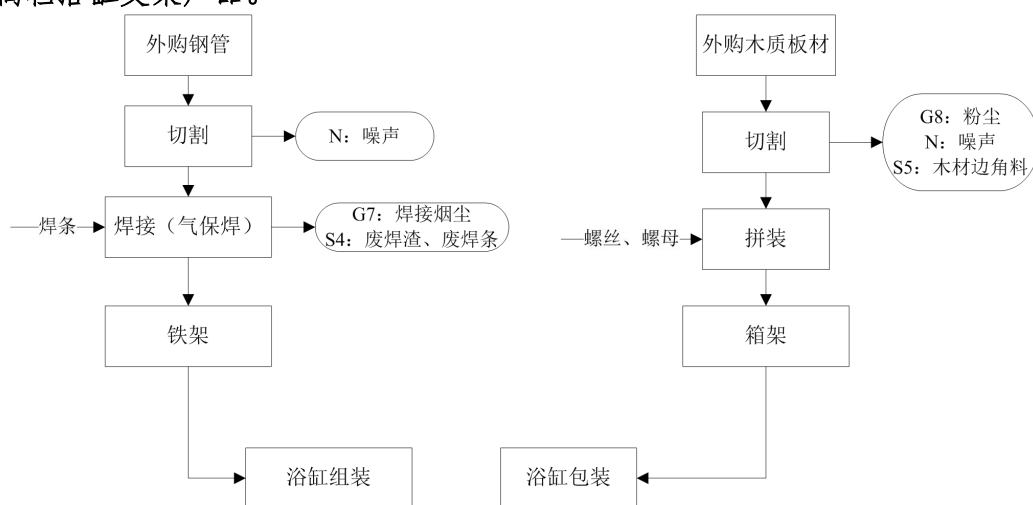 外购钢管
切割
N：噪声
焊条
焊接（气保焊）
G7：焊接烟尘
S4：废焊渣、废焊条
铁架
浴缸组装
外购木质板材
切割
G8：粉尘
N：噪声
S5：木材边角料
螺丝、螺母
拼装
箱架
浴缸包装